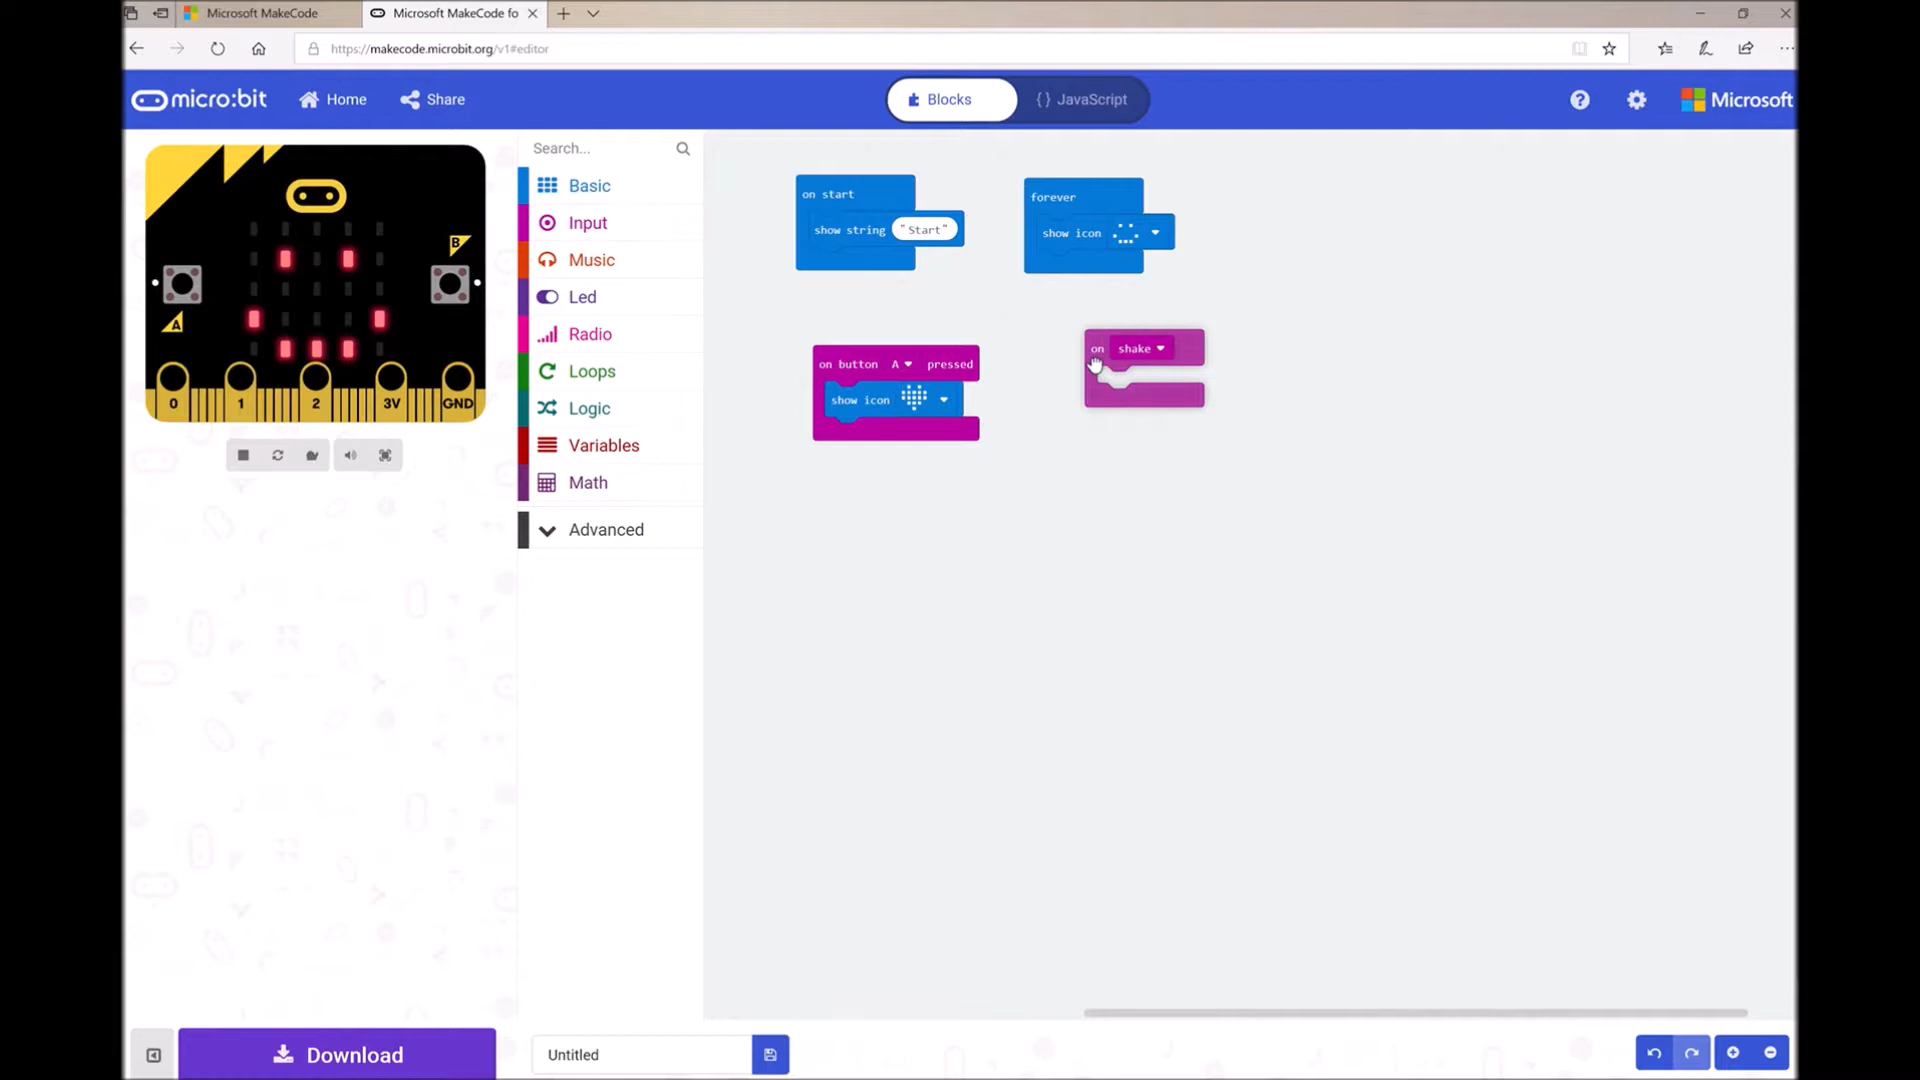 Microsoft MakeCode
Microsoft MakeCode fo
https://makecode.microbit.org/v1#editor
micro:bit
Home
Share
Blocks
{} JavaScript
?
Microsoft
Search...
Basic
Input
Music
Led
Radio
Loops
Logic
Variables
Math
Advanced
B
A
0 1 2 3V GND
on start
show string "Start"
forever
show icon
on button A pressed
show icon
on shake
Download
Untitled